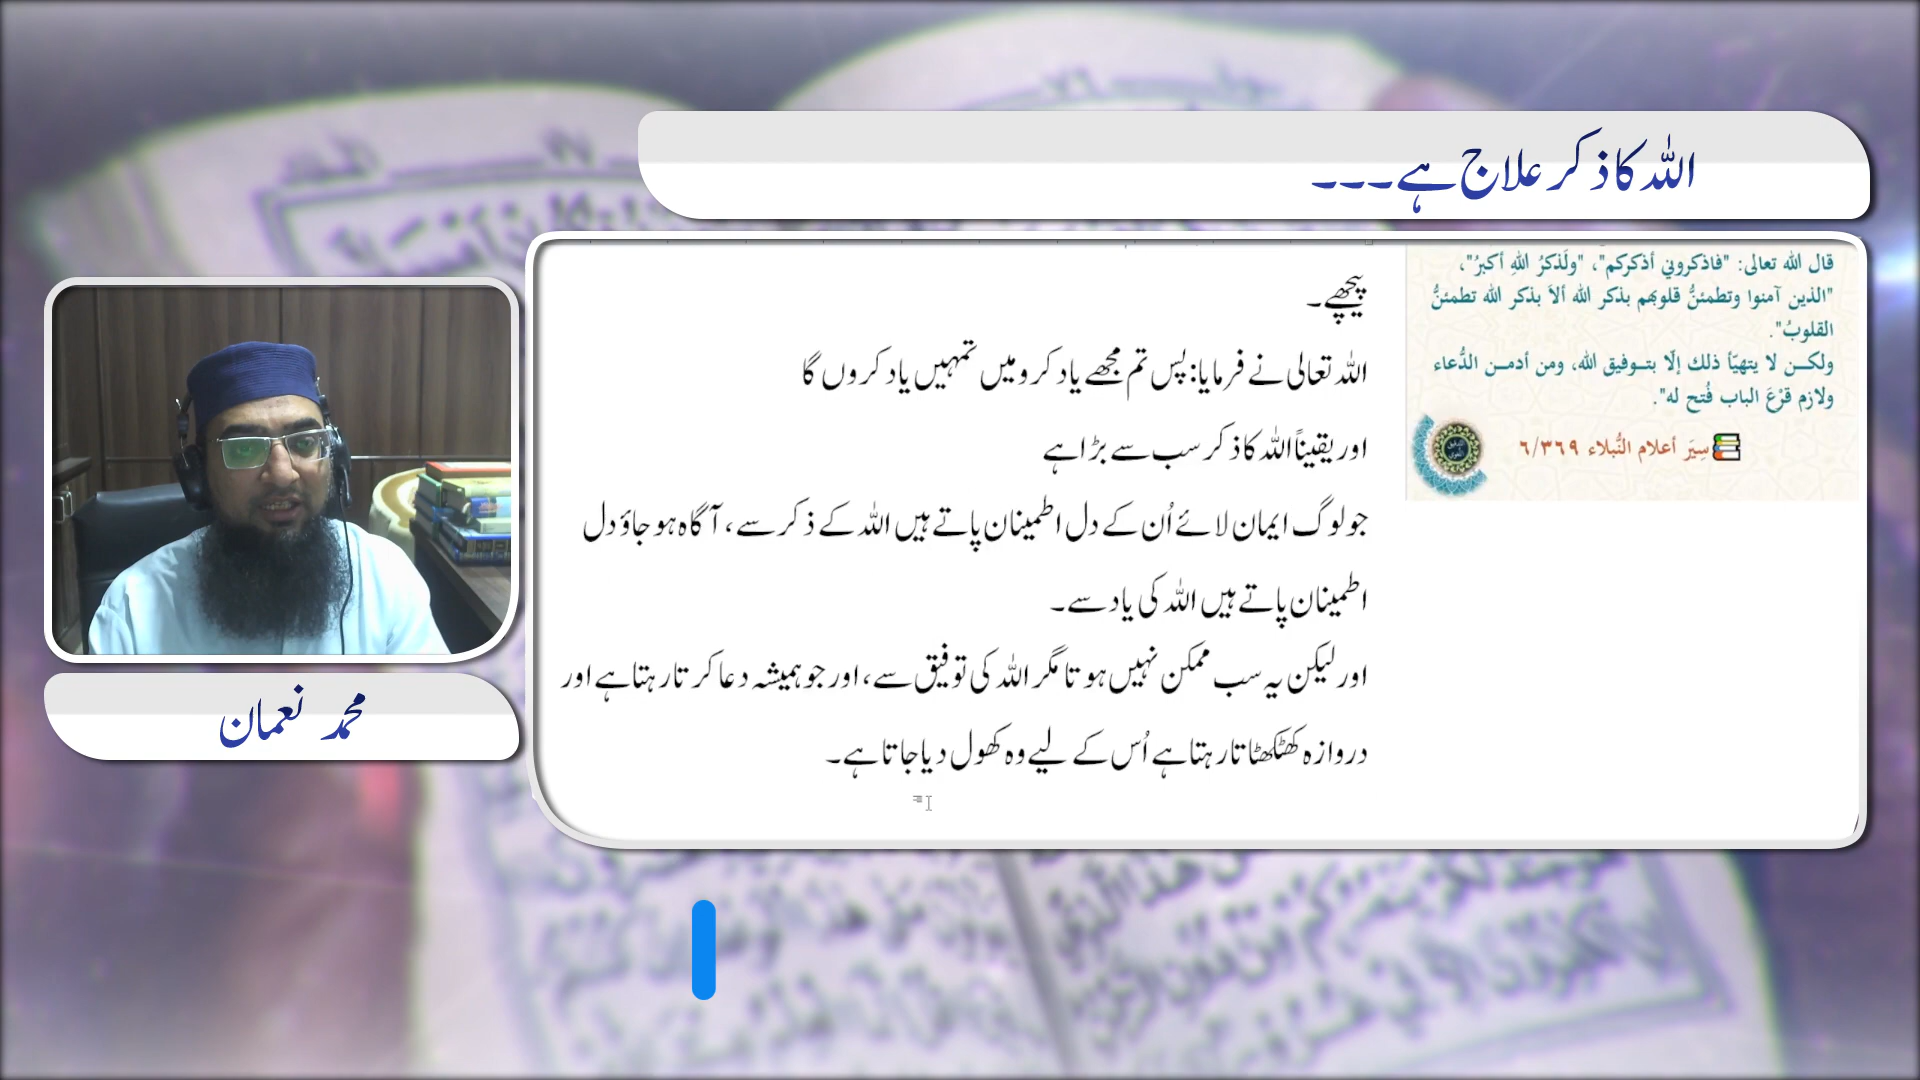 اللہ کا ذکر علاج ہے۔۔۔
پیچھے۔
اللہ تعالی نے فرمایا: پس تم مجھے یاد کرو میں تمہیں یاد کروں گا
اور یقیناً اللہ کا ذکر سب سے بڑا ہے
جو لوگ ایمان لائے اُن کے دل اطمینان پاتے ہیں اللہ کے ذکر سے، آگاہ ہو جاؤ دل
اطمینان پاتے ہیں اللہ کی یاد سے۔
اور لیکن یہ سب ممکن نہیں ہوتا مگر اللہ کی توفیق سے، اور جو ہمیشہ دعا کرتا رہتا ہے اور
دروازہ کھٹکھٹاتا رہتا ہے اُس کے لیے وہ کھول دیا جاتا ہے۔
قال الله تعالى: "فاذكروني أذكركم"، "ولَذكرُ اللهِ أكبرُ"،
"الذين آمنوا وتطمئنُّ قلوبهم بذكر الله ألاَ بذكر الله تطمئنُّ
القلوبُ".
ولكـن لا يتهيّأ ذلك إلّا بتـوفيق الله، ومن أدمـن الدُّعاء
ولازم قرْعَ الباب فُتح له".
سِيَر أعلام النُّبلاء ٦/٣٦٩
محمد نعمان